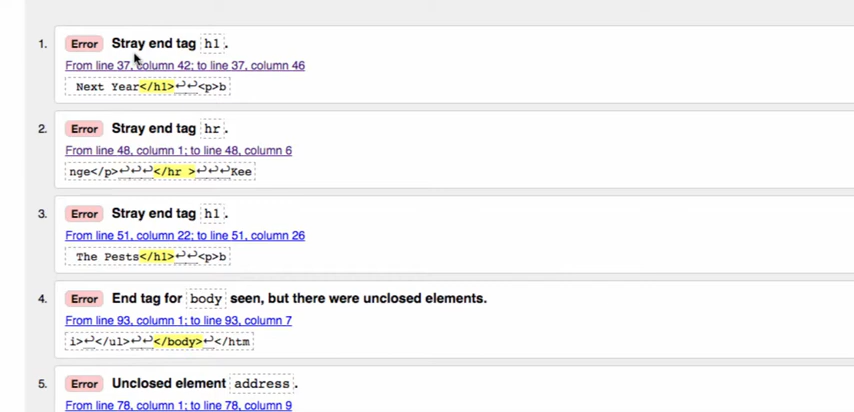 1. Error Stray end tag h1.
From line 37, column 42; to line 37, column 46
Next Year</h1>↩↩<p>b
2. Error Stray end tag hr.
From line 48, column 1; to line 48, column 6
nge</p>↩↩↩</hr >↩↩↩Kee
3. Error Stray end tag h1.
From line 51, column 22; to line 51, column 26
The Pests</h1>↩↩<p>b
4. Error End tag for body seen, but there were unclosed elements.
From line 93, column 1; to line 93, column 7
i>↩</ul>↩↩</body>↩</htm
5. Error Unclosed element address.
From line 78, column 1; to line 78, column 9